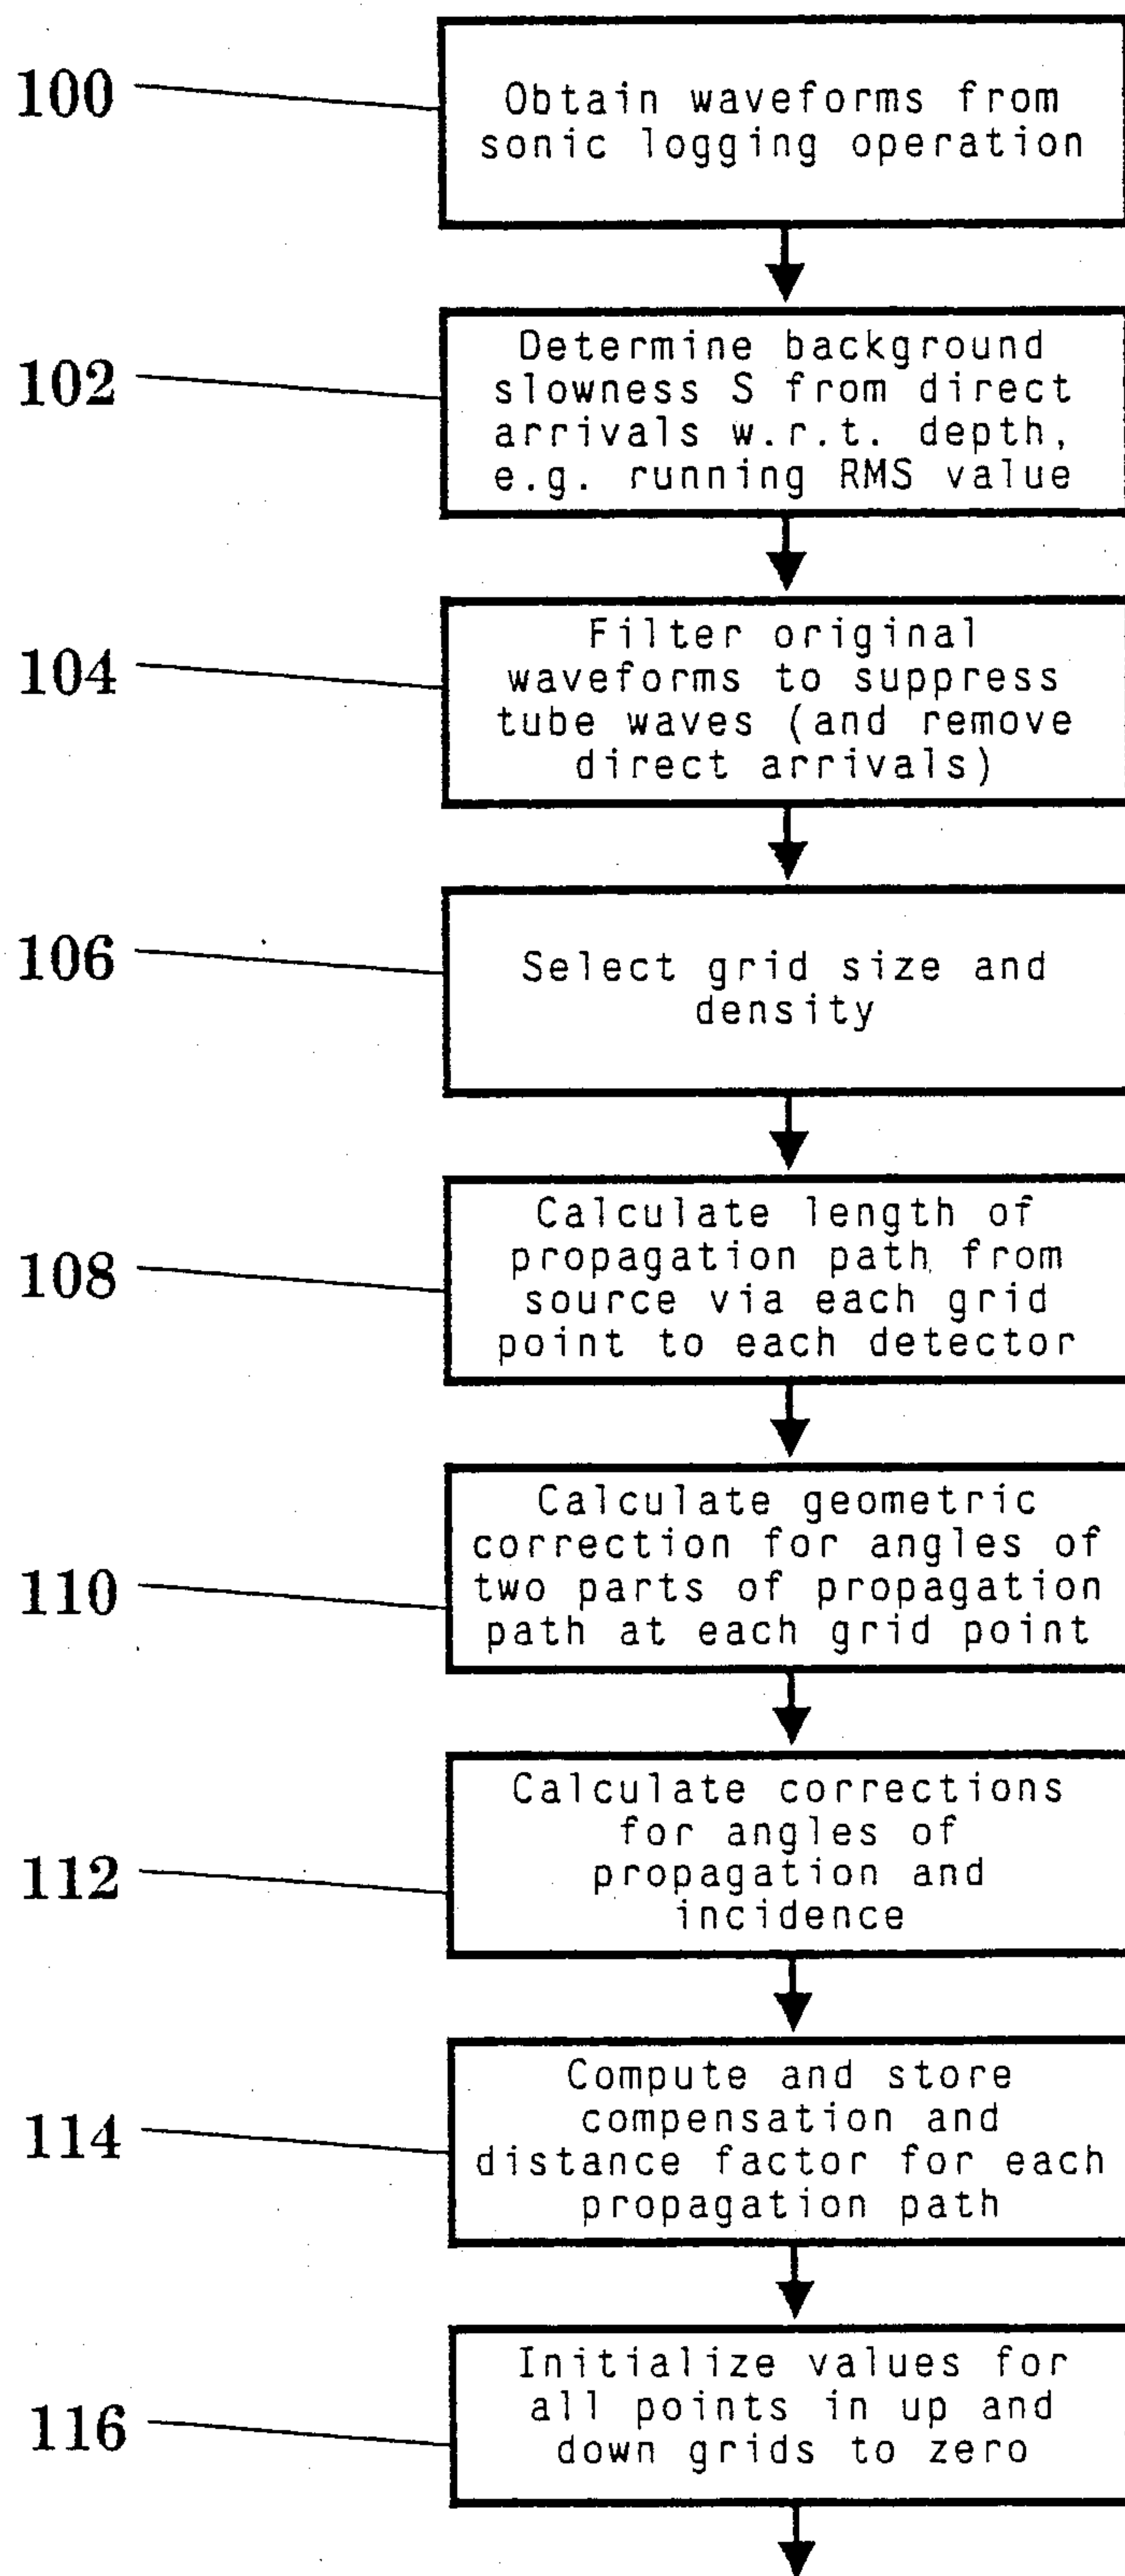 100
Obtain waveforms from
sonic logging operation
102
Determine background
slowness S from direct
arrivals w.r.t. depth,
e.g. running RMS value
104
Filter original
waveforms to suppress
tube waves (and remove
direct arrivals)
106
Select grid size and
density
108
Calculate length of
propagation path from
source via each grid
point to each detector
110
Calculate geometric
correction for angles of
two parts of propagation
path at each grid point
112
Calculate corrections
for angles of
propagation and
incidence
114
Compute and store
compensation and
distance factor for each
propagation path
116
Initialize values for
all points in up and
down grids to zero